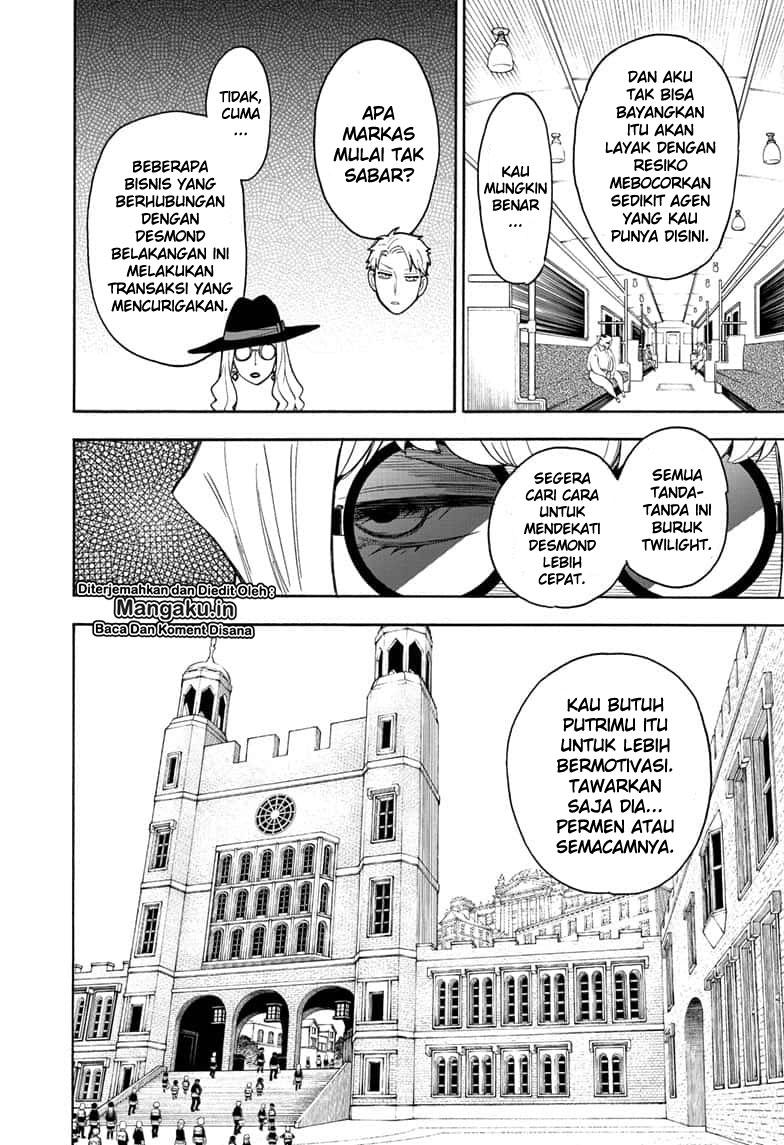 DAN AKU
TAK BISA
BAYANGKAN
ITU AKAN
LAYAK DENGAN
RESIKO
MEBOCORKAN
SEDIKIT AGEN
YANG KAU
PUNYA DISINI.
KAU
MUNGKIN
BENAR
...
APA
MARKAS
MULAI TAK
SABAR?
TIDAK,
CUMA
...
BEBERAPA
BISNIS YANG
BERHUBUNGAN
DENGAN
DESMOND
BELAKANGAN INI
MELAKUKAN
TRANSAKSI YANG
MENCURIGAKAN.
SEMUA
TANDA-
TANDA INI
BURUK
TWILIGHT.
SEGERA
CARI CARA
UNTUK
MENDEKATI
DESMOND
LEBIH
CEPAT.
Diterjemahkan dan Diedit Oleh :
Mangaku.in
Baca Dan Koment Disana
KAU BUTUH
PUTRIMU ITU
UNTUK LEBIH
BERMOTIVASI.
TAWARKAN
SAJA DIA...
PERMEN ATAU
SEMACAMNYA.